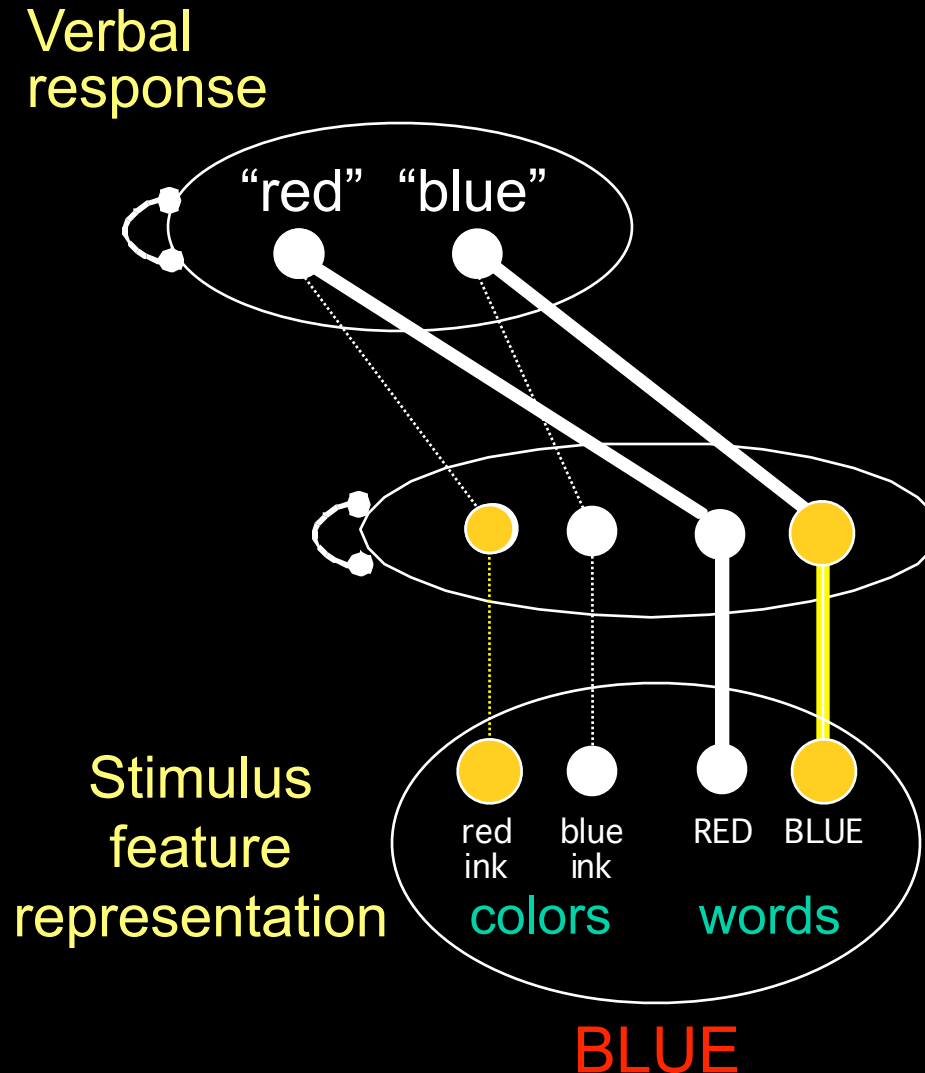 Verbal
response
“red” “blue”
Stimulus
feature
representation
red
ink
blue
ink
RED
BLUE
colors
words
BLUE